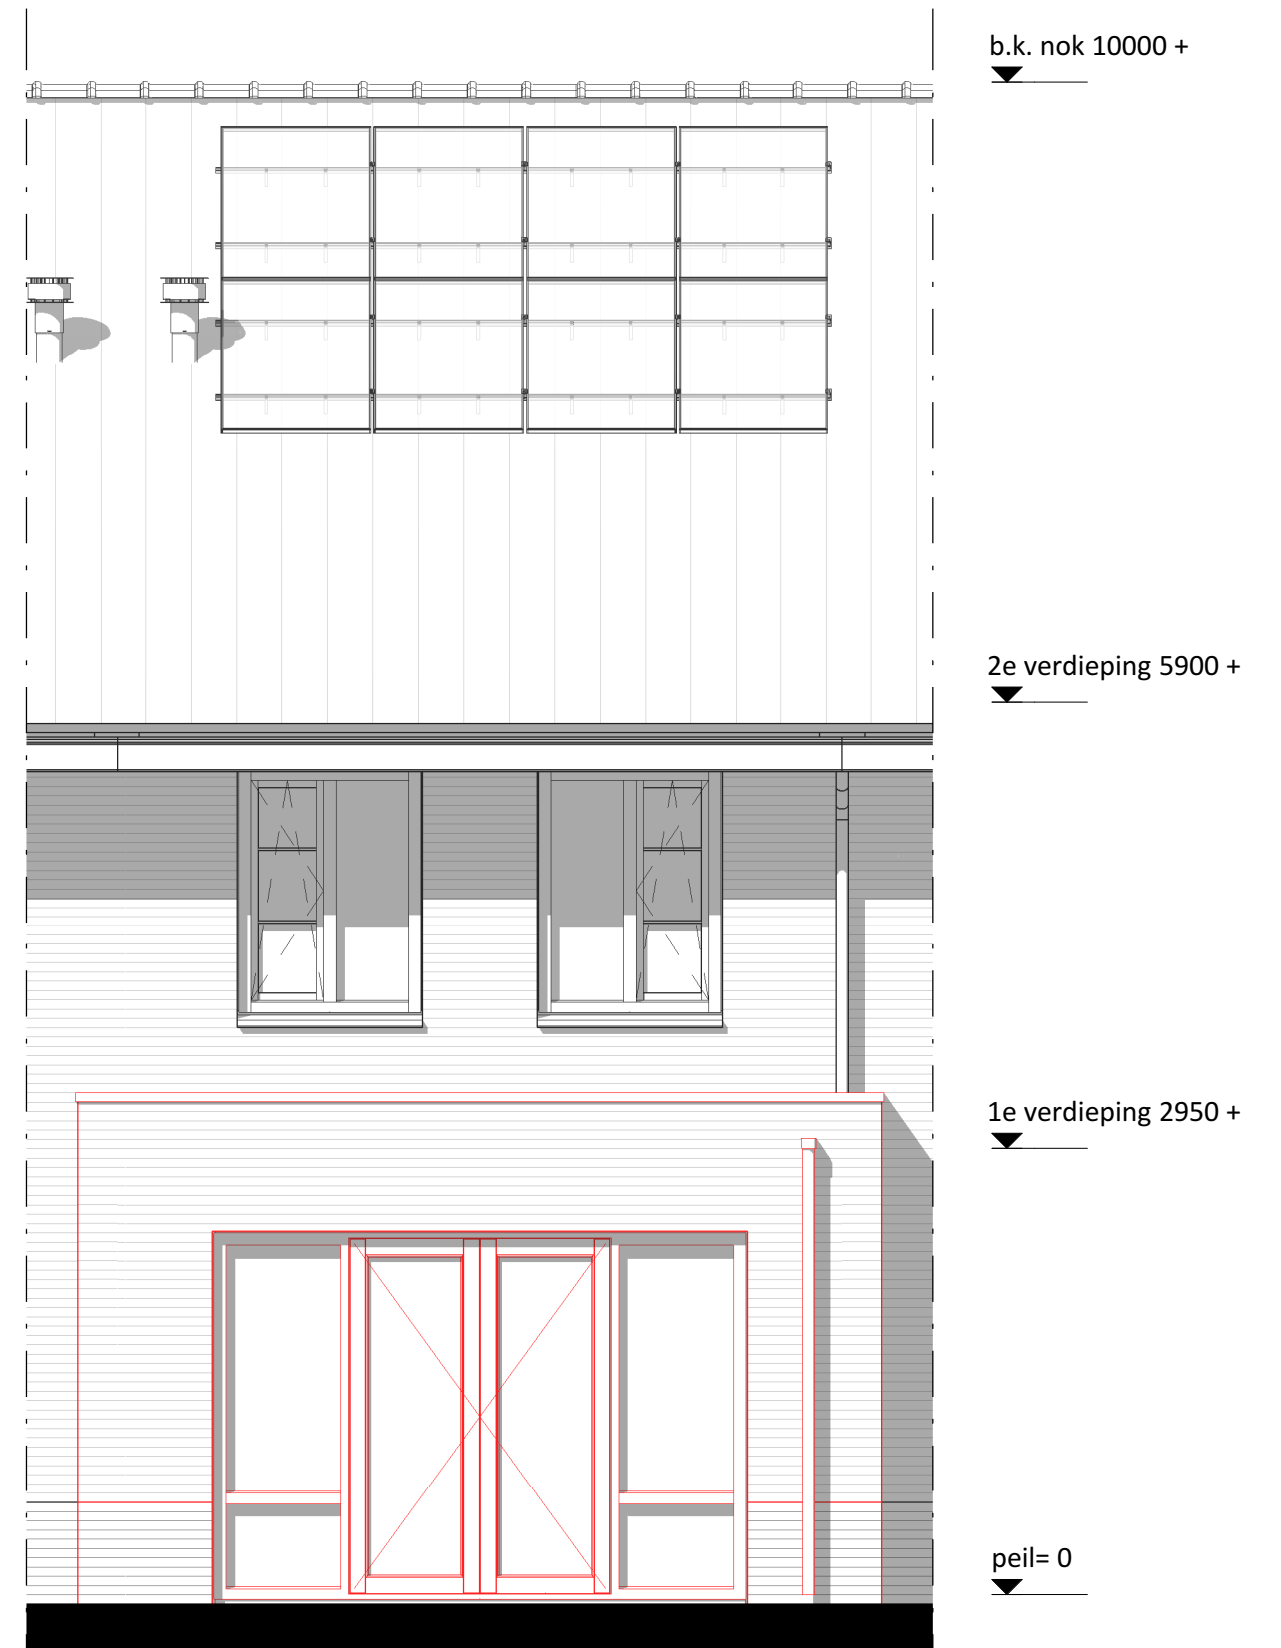 b.k. nok 10000 +
2e verdieping 5900 +
1e verdieping 2950 +
peil= 0